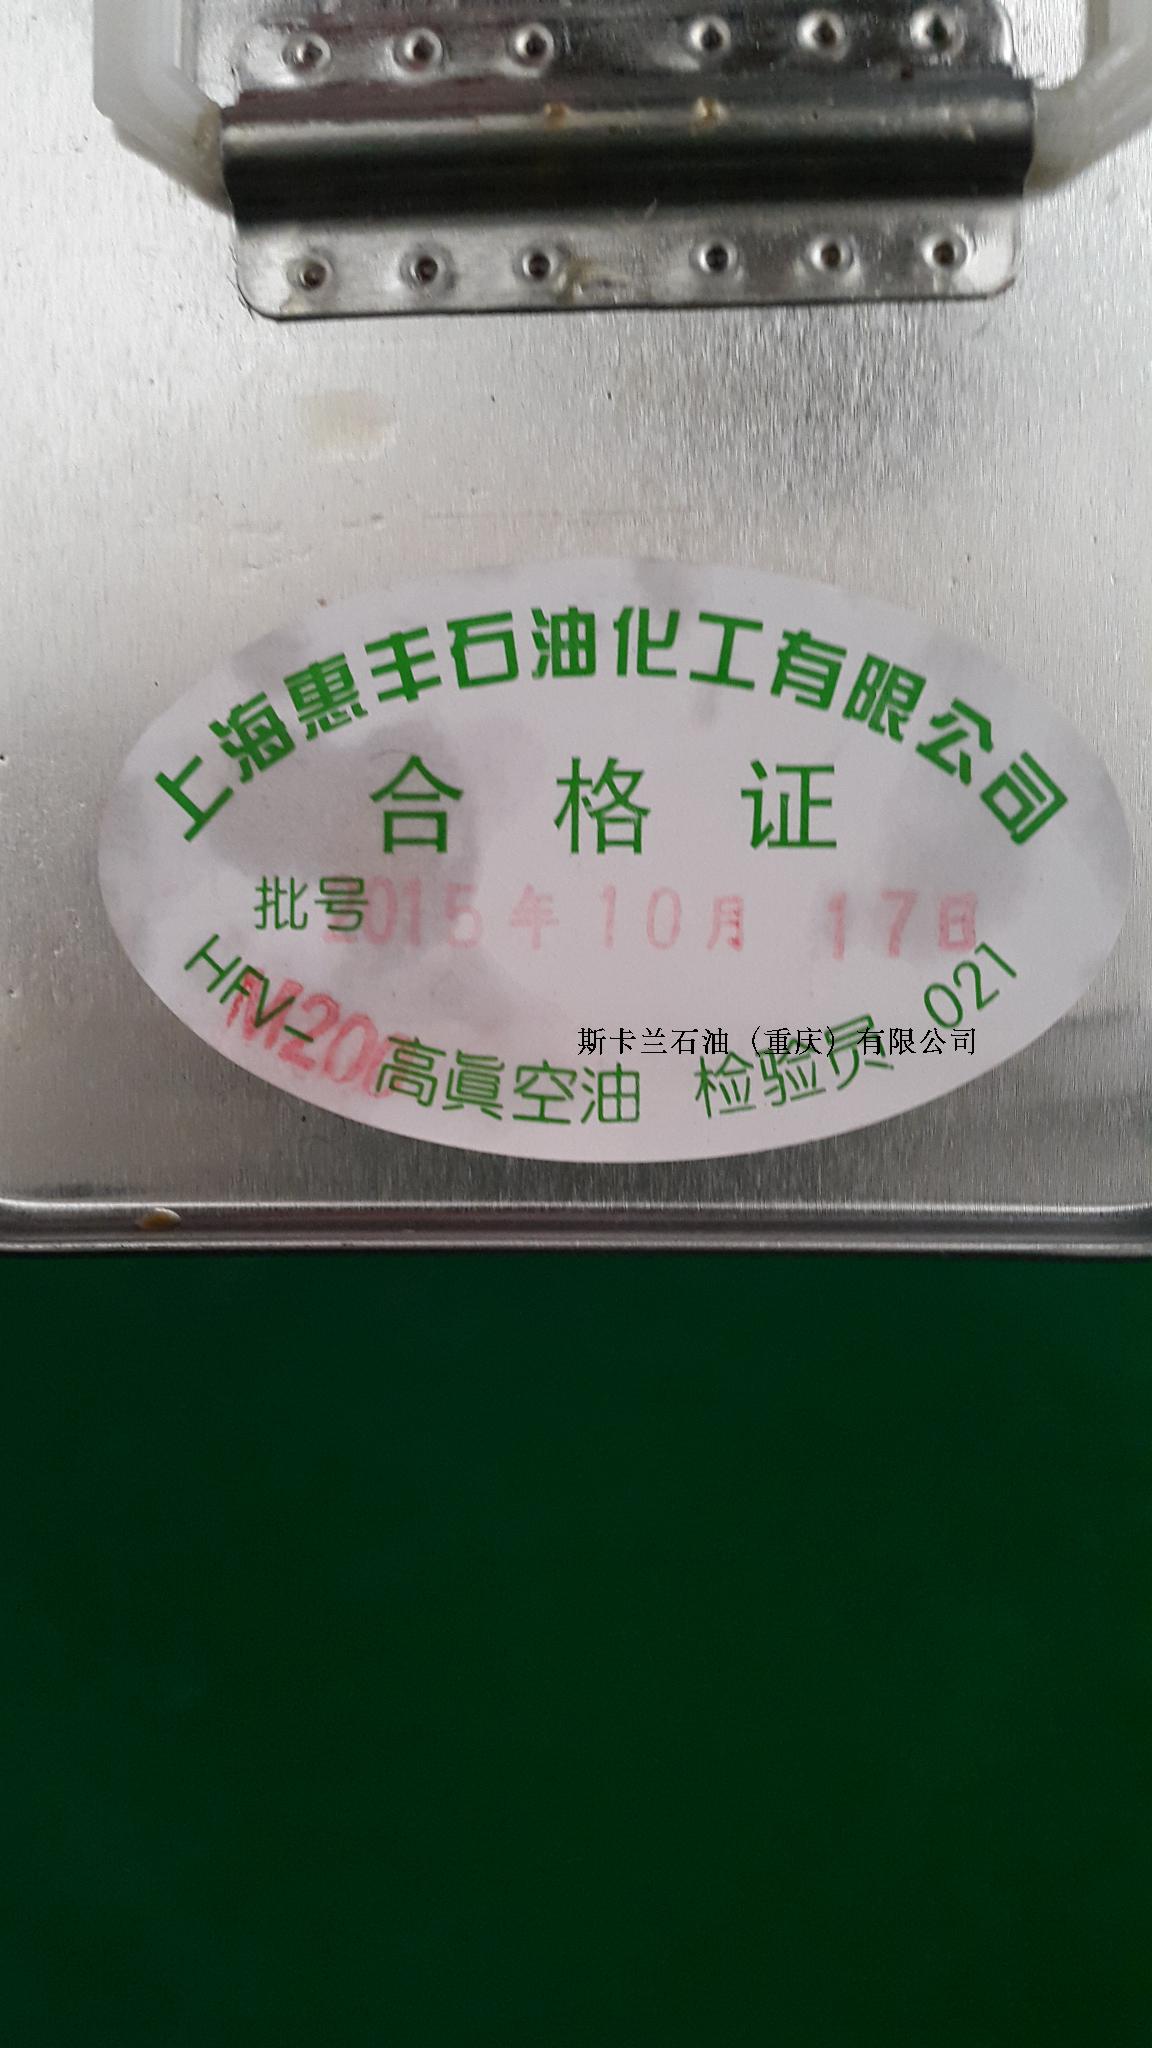 上海惠丰石油化工有限公司
合格证
批号 2015年10月17日
HFV-M200 高真空油 检验员 021
斯卡兰石油（重庆）有限公司